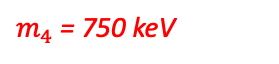 m₄ = 750 keV